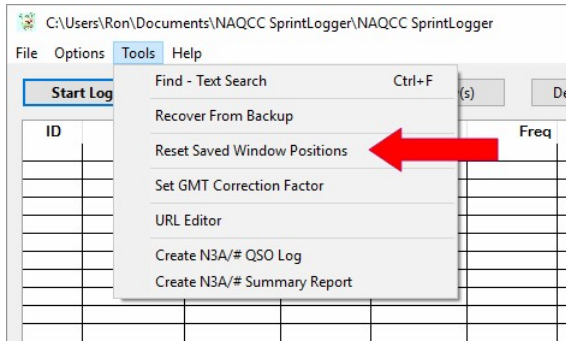 C:\Users\Ron\Documents\NAQCC SprintLogger\NAQCC SprintLogger
File Options Tools Help
Start Log
(s)
De
ID
Freq
Find - Text Search Ctrl+F
Recover From Backup
Reset Saved Window Positions
Set GMT Correction Factor
URL Editor
Create N3A/# QSO Log
Create N3A/# Summary Report